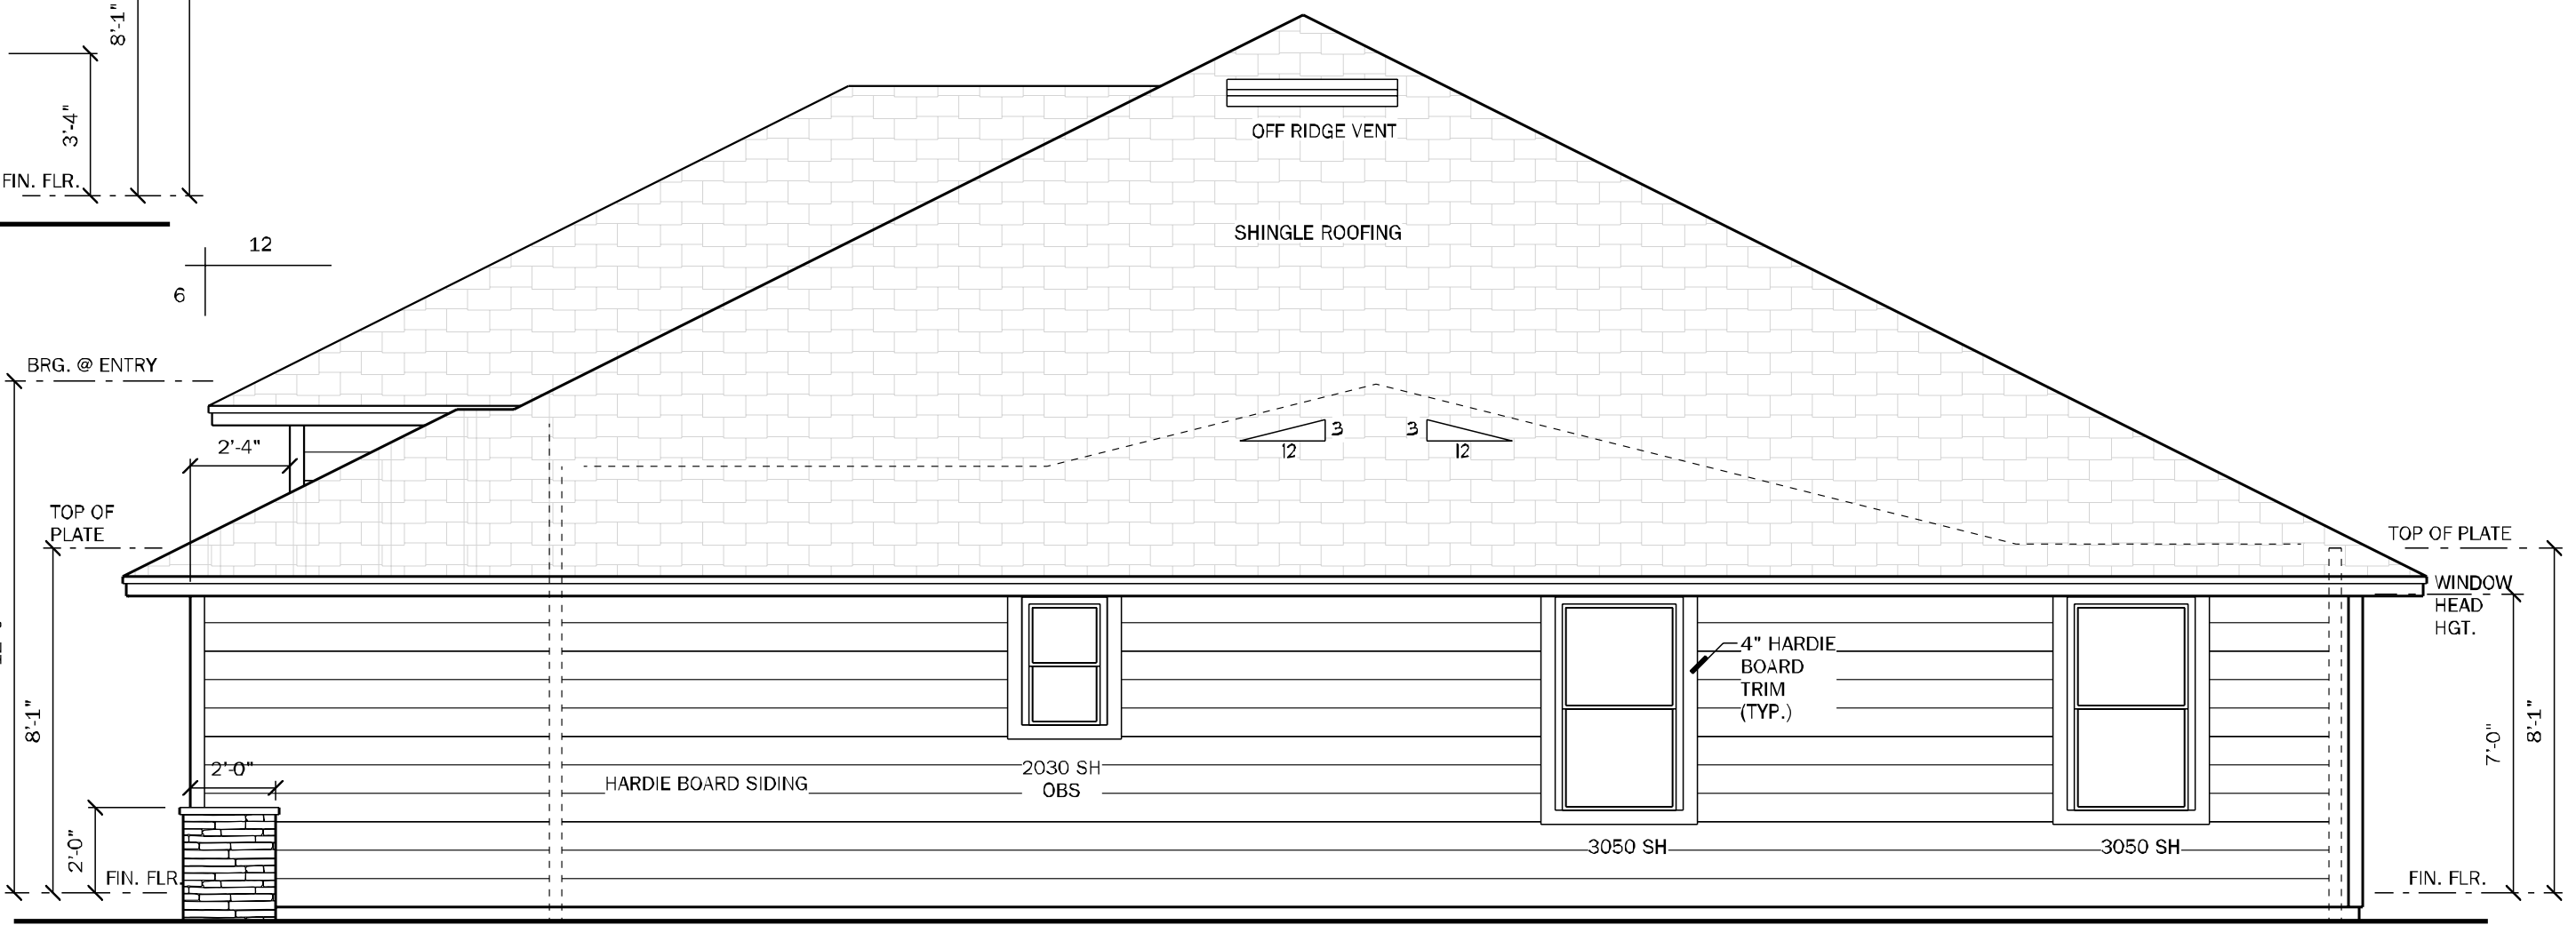 8'-1"
3'-4"
FIN. FLR.
12
6
OFF RIDGE VENT
SHINGLE ROOFING
BRG. @ ENTRY
2'-4"
3
12
3
12
TOP OF
PLATE
TOP OF PLATE
WINDOW
HEAD
HGT.
4" HARDIE
BOARD
TRIM
(TYP.)
8'-1"
2'-0"
HARDIE BOARD SIDING
2030 SH
OBS
7'-0"
8'-1"
2'-0"
FIN. FLR.
3050 SH
3050 SH
FIN. FLR.